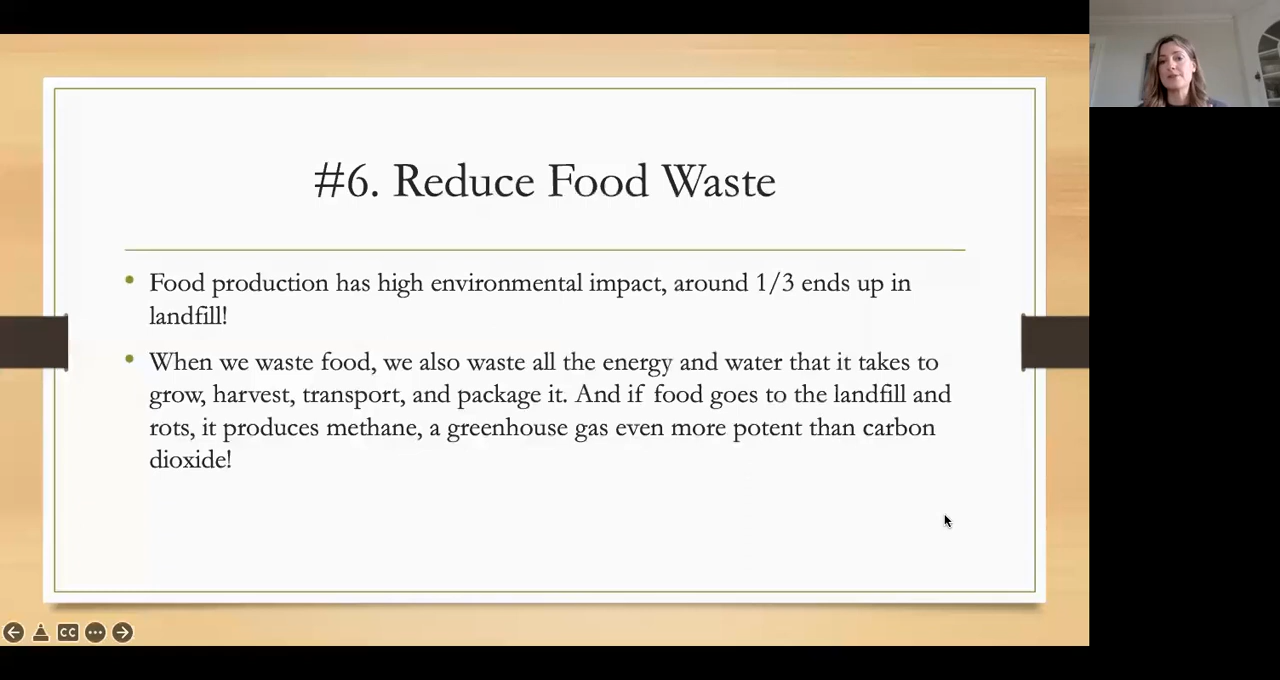 #6. Reduce Food Waste
• Food production has high environmental impact, around 1/3 ends up in
landfill!
• When we waste food, we also waste all the energy and water that it takes to
grow, harvest, transport, and package it. And if food goes to the landfill and
rots, it produces methane, a greenhouse gas even more potent than carbon
dioxide!
CC